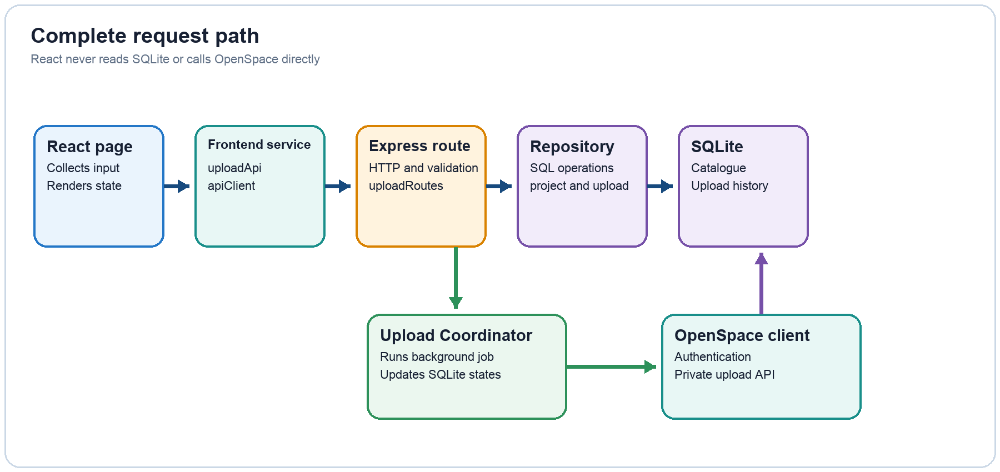 Complete request path
React never reads SQLite or calls OpenSpace directly
React page
Collects input
Renders state
Frontend service
uploadApi
apiClient
Express route
HTTP and validation
uploadRoutes
Repository
SQL operations
project and upload
SQLite
Catalogue
Upload history
Upload Coordinator
Runs background job
Updates SQLite states
OpenSpace client
Authentication
Private upload API